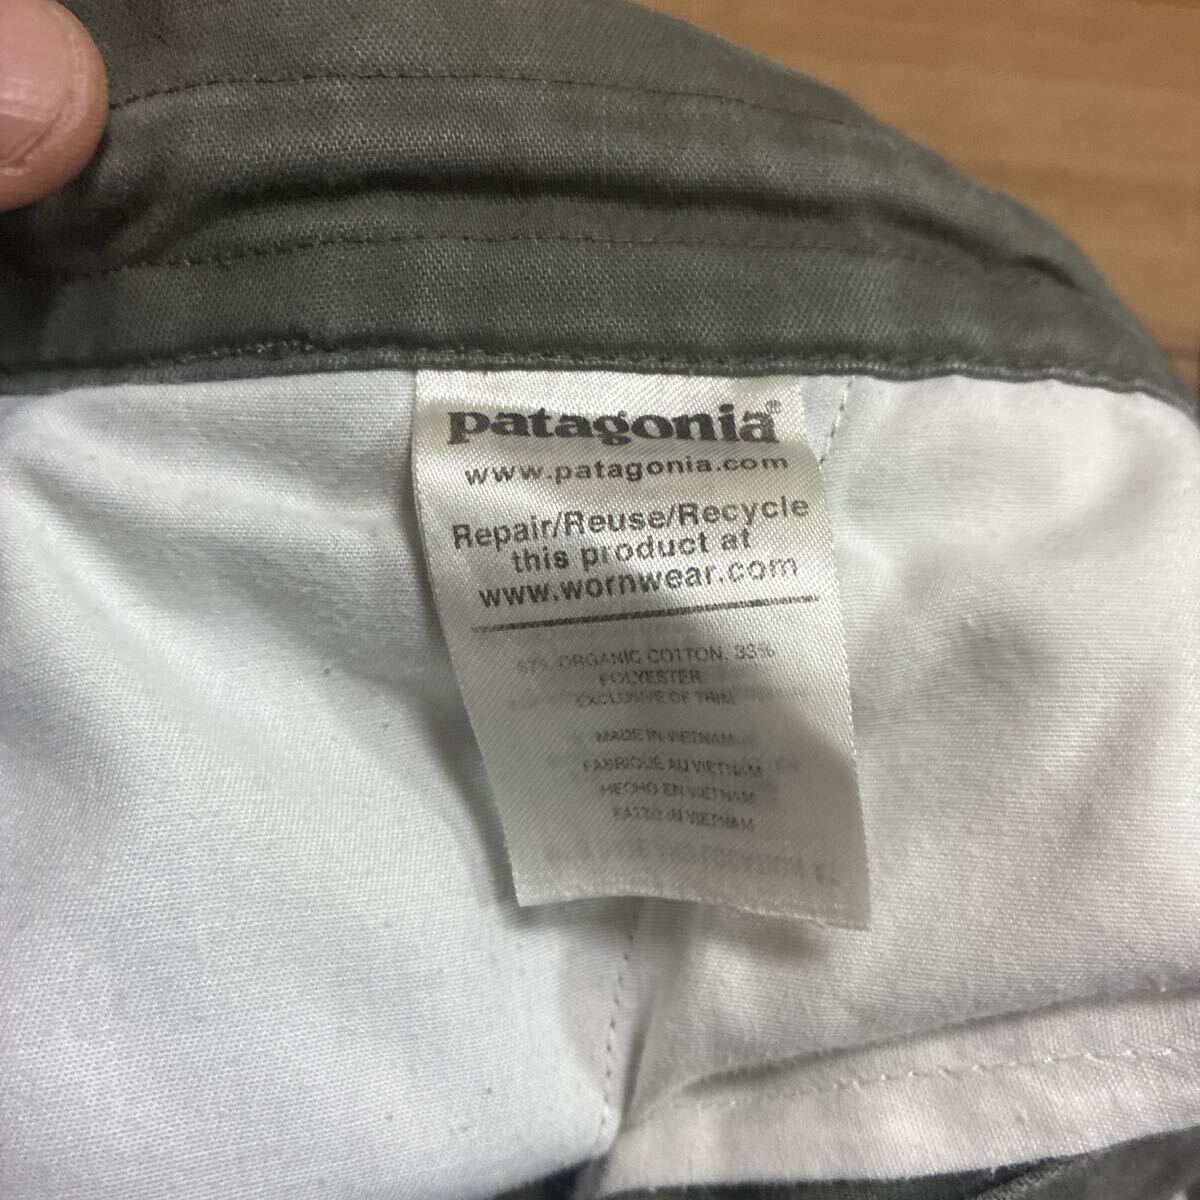 patagonia®
www.patagonia.com
Repair/Reuse/Recycle
this product at
www.wornwear.com
ORGANIC COTTON, 33%
POLYESTER
EXCLUSIVE OF TRIM
MADE IN VIETNAM
FABRIQUE AU VIETNAM
HECHO EN VIETNAM
FATTO IN VIETNAM